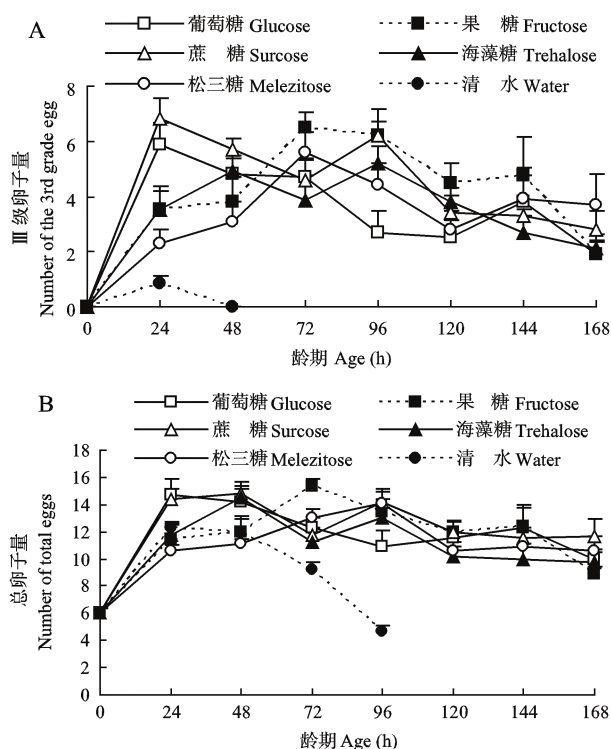 A
葡萄糖 Glucose
果 糖 Fructose
蔗 糖 Surcose
海藻糖 Trehalose
松三糖 Melezitose
清 水 Water
Ⅲ级卵子量
Number of the 3rd grade egg
8
6
4
2
0
0 24 48 72 96 120 144 168
龄期 Age (h)
B
葡萄糖 Glucose
果 糖 Fructose
蔗 糖 Surcose
海藻糖 Trehalose
松三糖 Melezitose
清 水 Water
总卵子量
Number of total eggs
18
16
14
12
10
8
6
4
2
0
0 24 48 72 96 120 144 168
龄期 Age (h)